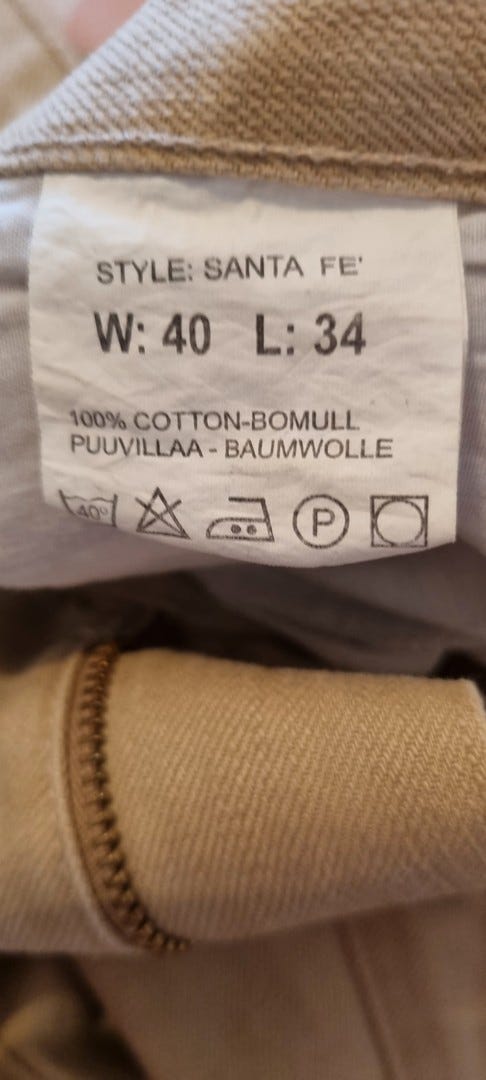 STYLE: SANTA FE'
W: 40 L: 34
100% COTTON-BOMULL
PUUVILLAA - BAUMWOLLE
40° P